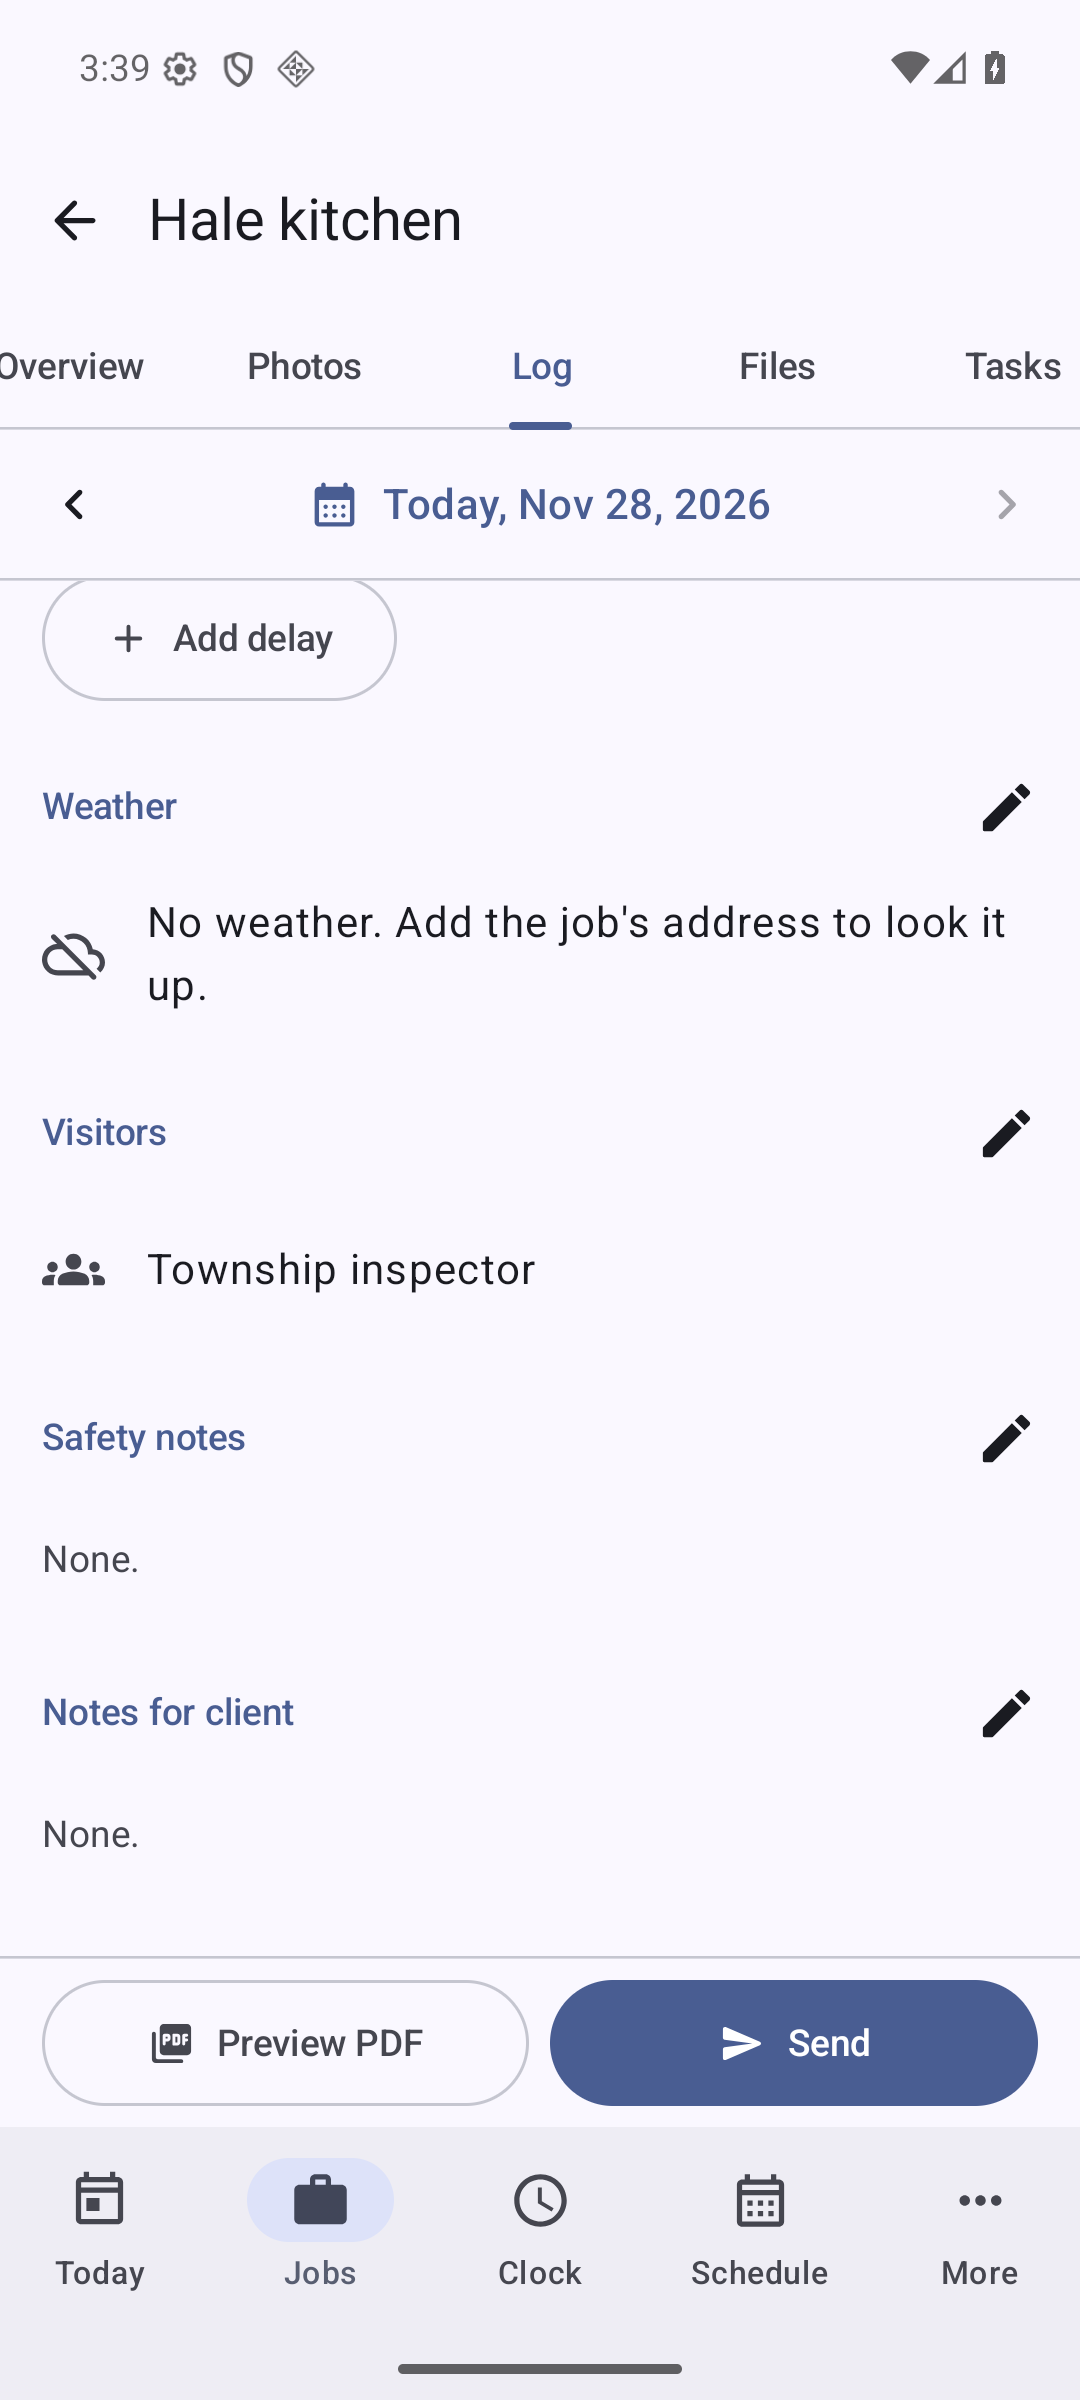 3:39
Hale kitchen
Overview Photos Log Files Tasks
Today, Nov 28, 2026
Add delay
Weather
No weather. Add the job's address to look it
up.
Visitors
Township inspector
Safety notes
None.
Notes for client
None.
PDF Preview PDF Send
Today Jobs Clock Schedule More